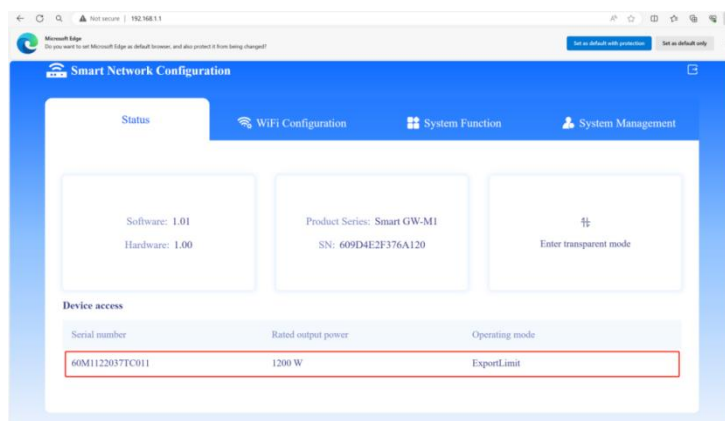 Not secure | 192.168.1.1
Microsoft Edge
Do you want to set Microsoft Edge as default browser, and also protect it from being changed?
Set as default with protection
Set as default only
Smart Network Configuration
Status
WiFi Configuration
System Function
System Management
Software: 1.01
Hardware: 1.00
Product Series: Smart GW-M1
SN: 609D4E2F376A120
Enter transparent mode
Device access
Serial number Rated output power Operating mode
60M1122037TC011 1200 W ExportLimit